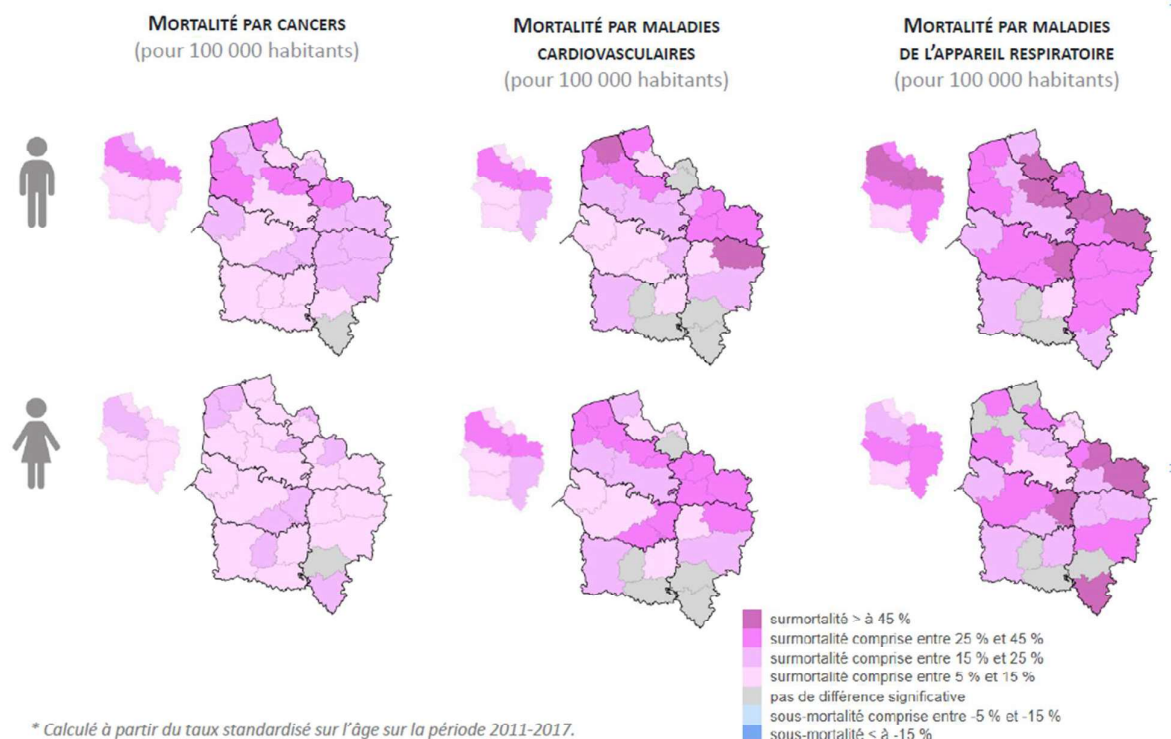 MORTALITÉ PAR CANCERS
(pour 100 000 habitants)
MORTALITÉ PAR MALADIES
CARDIOVASCULAIRES
(pour 100 000 habitants)
MORTALITÉ PAR MALADIES
DE L'APPAREIL RESPIRATOIRE
(pour 100 000 habitants)
surmortalité > à 45 %
surmortalité comprise entre 25 % et 45 %
surmortalité comprise entre 15 % et 25 %
surmortalité comprise entre 5 % et 15 %
pas de différence significative
sous-mortalité comprise entre -5 % et -15 %
sous-mortalité ≤ à -15 %
* Calculé à partir du taux standardisé sur l'âge sur la période 2011-2017.